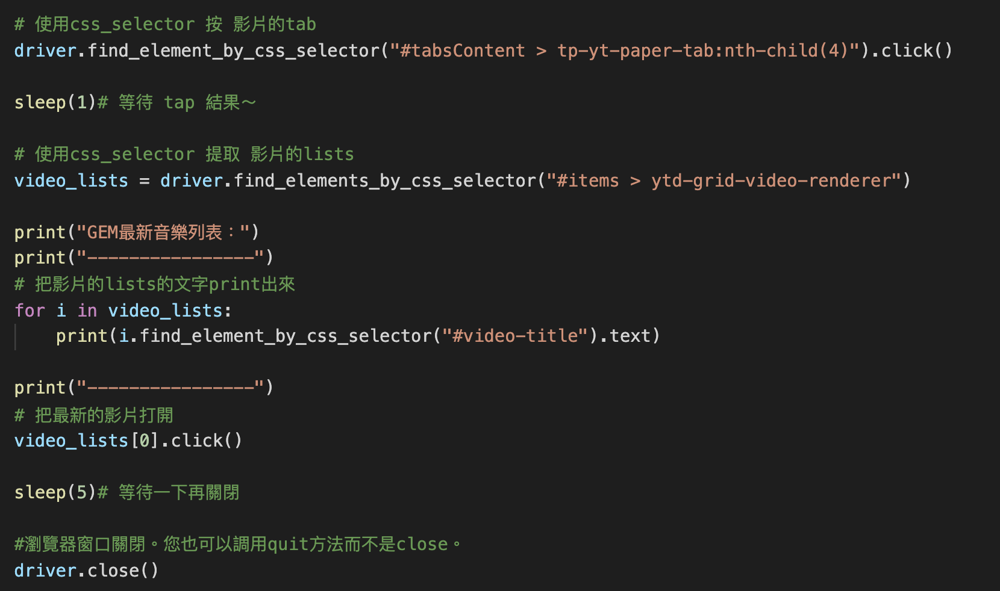 # 使用css_selector 按 影片的tab
driver.find_element_by_css_selector("#tabsContent > tp-yt-paper-tab:nth-child(4)").click()
sleep(1)# 等待 tap 結果～
# 使用css_selector 提取 影片的lists
video_lists = driver.find_elements_by_css_selector("#items > ytd-grid-video-renderer")
print("GEM最新音樂列表：")
print("----------------")
# 把影片的lists的文字print出來
for i in video_lists:
    print(i.find_element_by_css_selector("#video-title").text)
print("----------------")
# 把最新的影片打開
video_lists[0].click()
sleep(5)# 等待一下再關閉
#瀏覽器窗口關閉。您也可以調用quit方法而不是close。
driver.close()